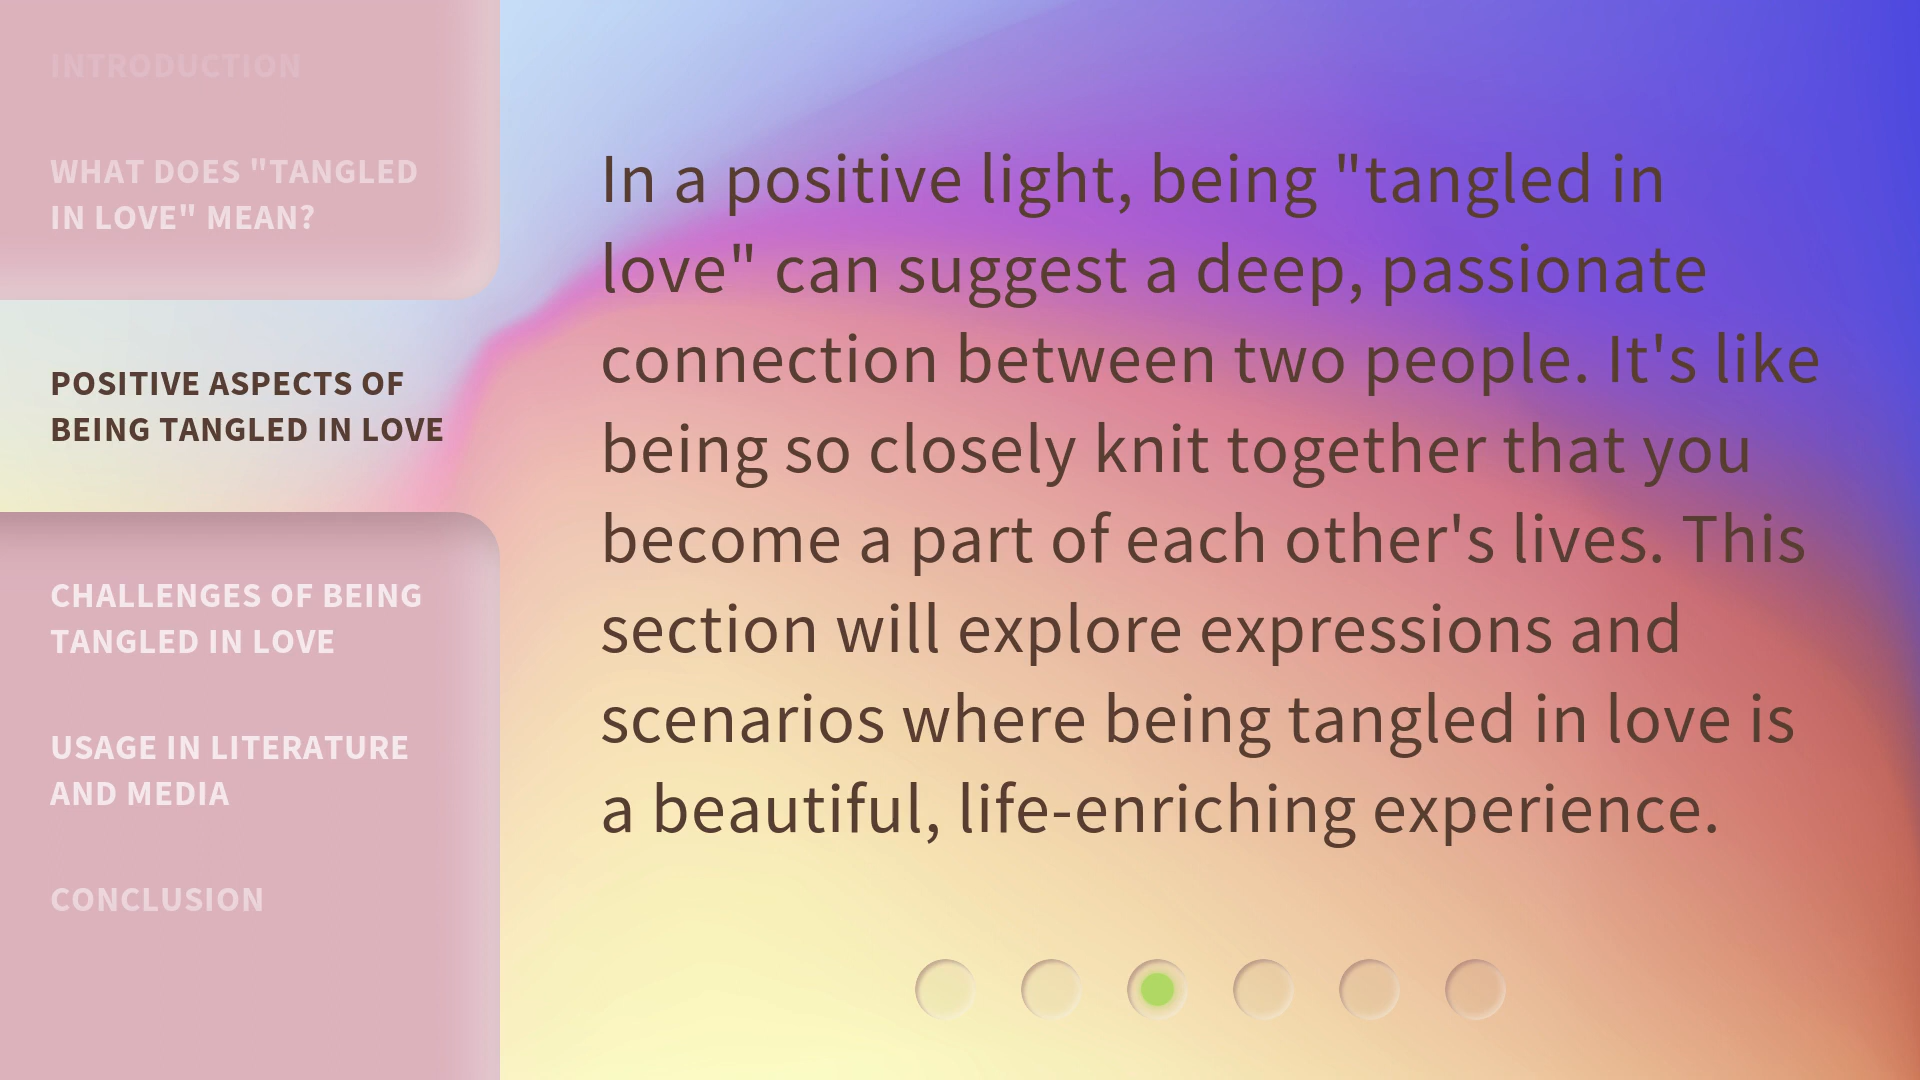 INTRODUCTION
WHAT DOES "TANGLED
IN LOVE" MEAN?
POSITIVE ASPECTS OF
BEING TANGLED IN LOVE
CHALLENGES OF BEING
TANGLED IN LOVE
USAGE IN LITERATURE
AND MEDIA
CONCLUSION
In a positive light, being "tangled in
love" can suggest a deep, passionate
connection between two people. It's like
being so closely knit together that you
become a part of each other's lives. This
section will explore expressions and
scenarios where being tangled in love is
a beautiful, life-enriching experience.